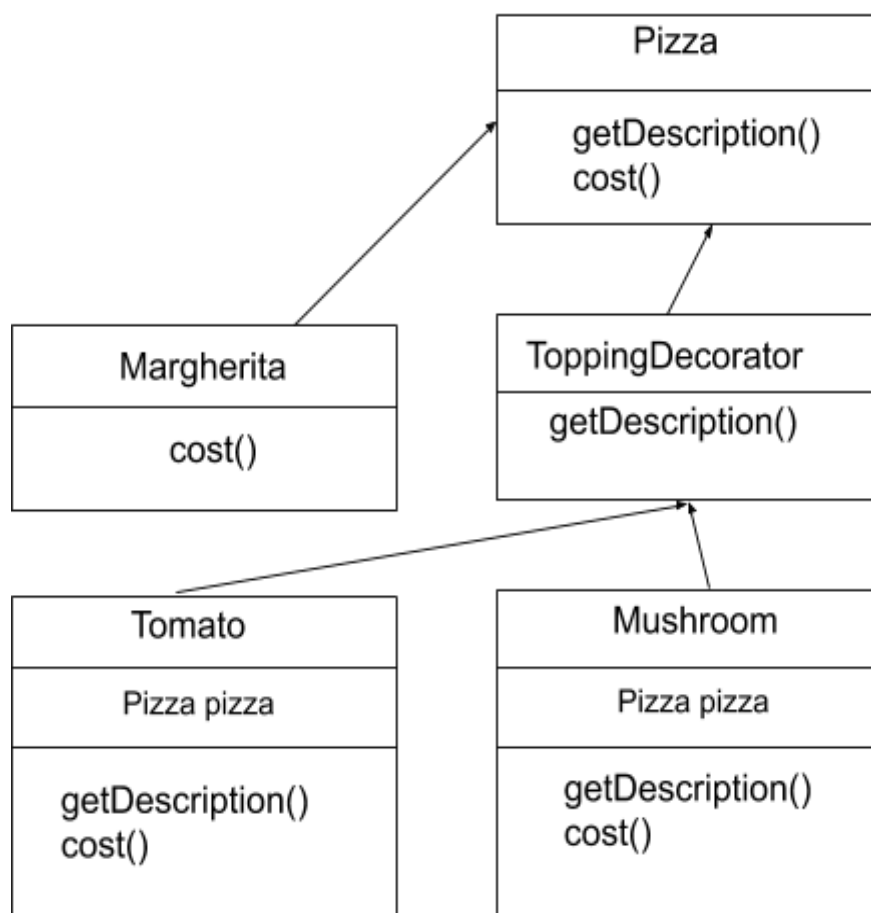 Pizza
getDescription()
cost()
Margherita
cost()
ToppingDecorator
getDescription()
Tomato
Pizza pizza
getDescription()
cost()
Mushroom
Pizza pizza
getDescription()
cost()